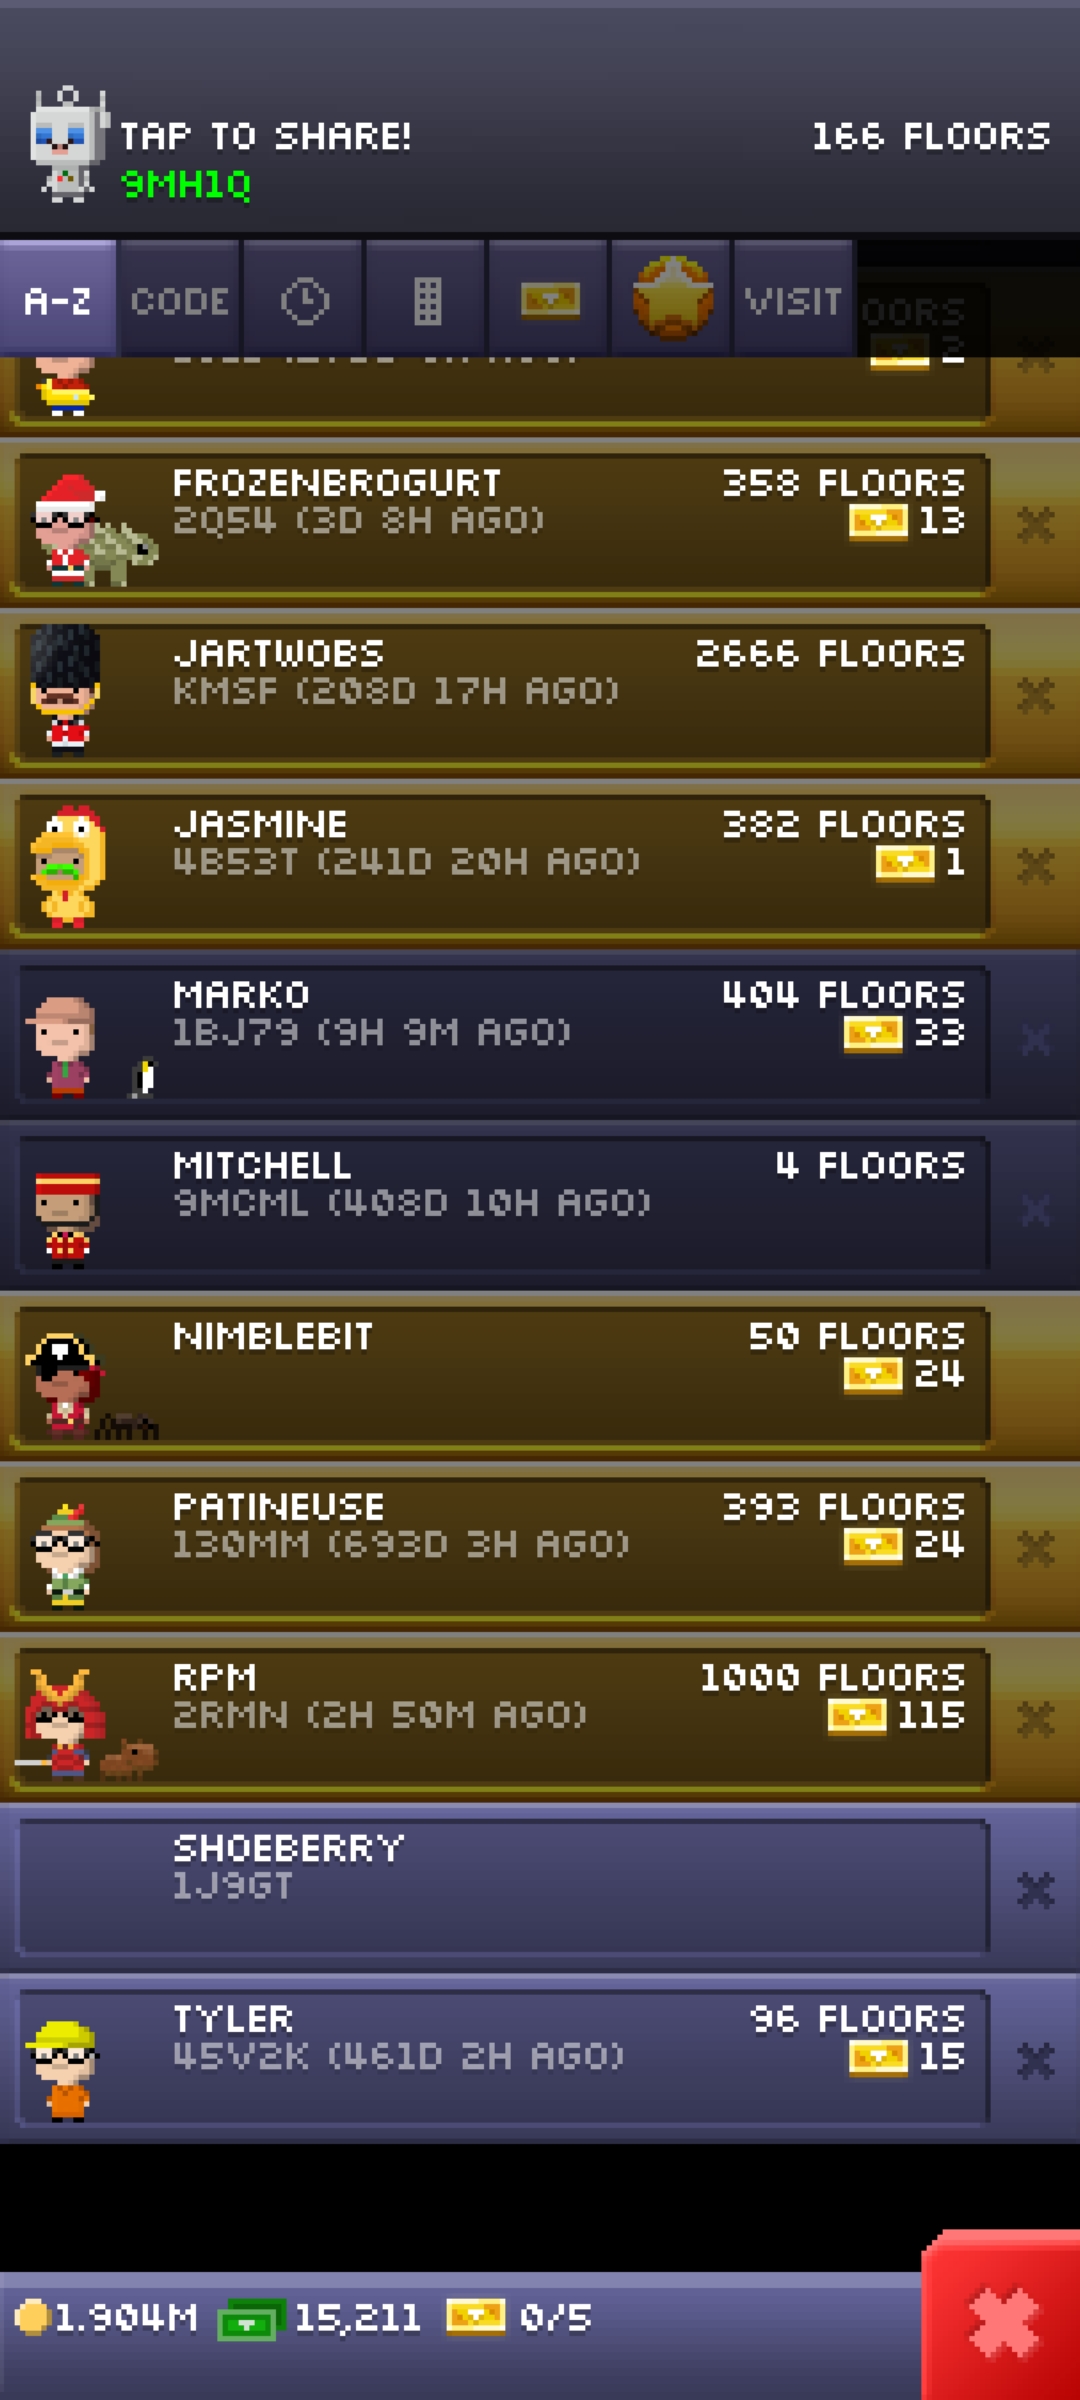 TAP TO SHARE! 166 FLOORS
9MH1Q
A-Z CODE VISIT
2
FROZENBROGURT 358 FLOORS
2Q54 (3D 8H AGO) 13
JARTWOBS 2666 FLOORS
KMSF (208D 17H AGO)
JASMINE 382 FLOORS
4B53T (241D 20H AGO) 1
MARKO 404 FLOORS
1BJ79 (9H 9M AGO) 33
MITCHELL 4 FLOORS
9MCML (408D 10H AGO)
NIMBLEBIT 50 FLOORS
24
PATINEUSE 393 FLOORS
130MM (693D 3H AGO) 24
RPM 1000 FLOORS
2RMN (2H 50M AGO) 115
SHOEBERRY
1J9GT
TYLER 96 FLOORS
45V2K (461D 2H AGO) 15
1.904M 15,211 0/5